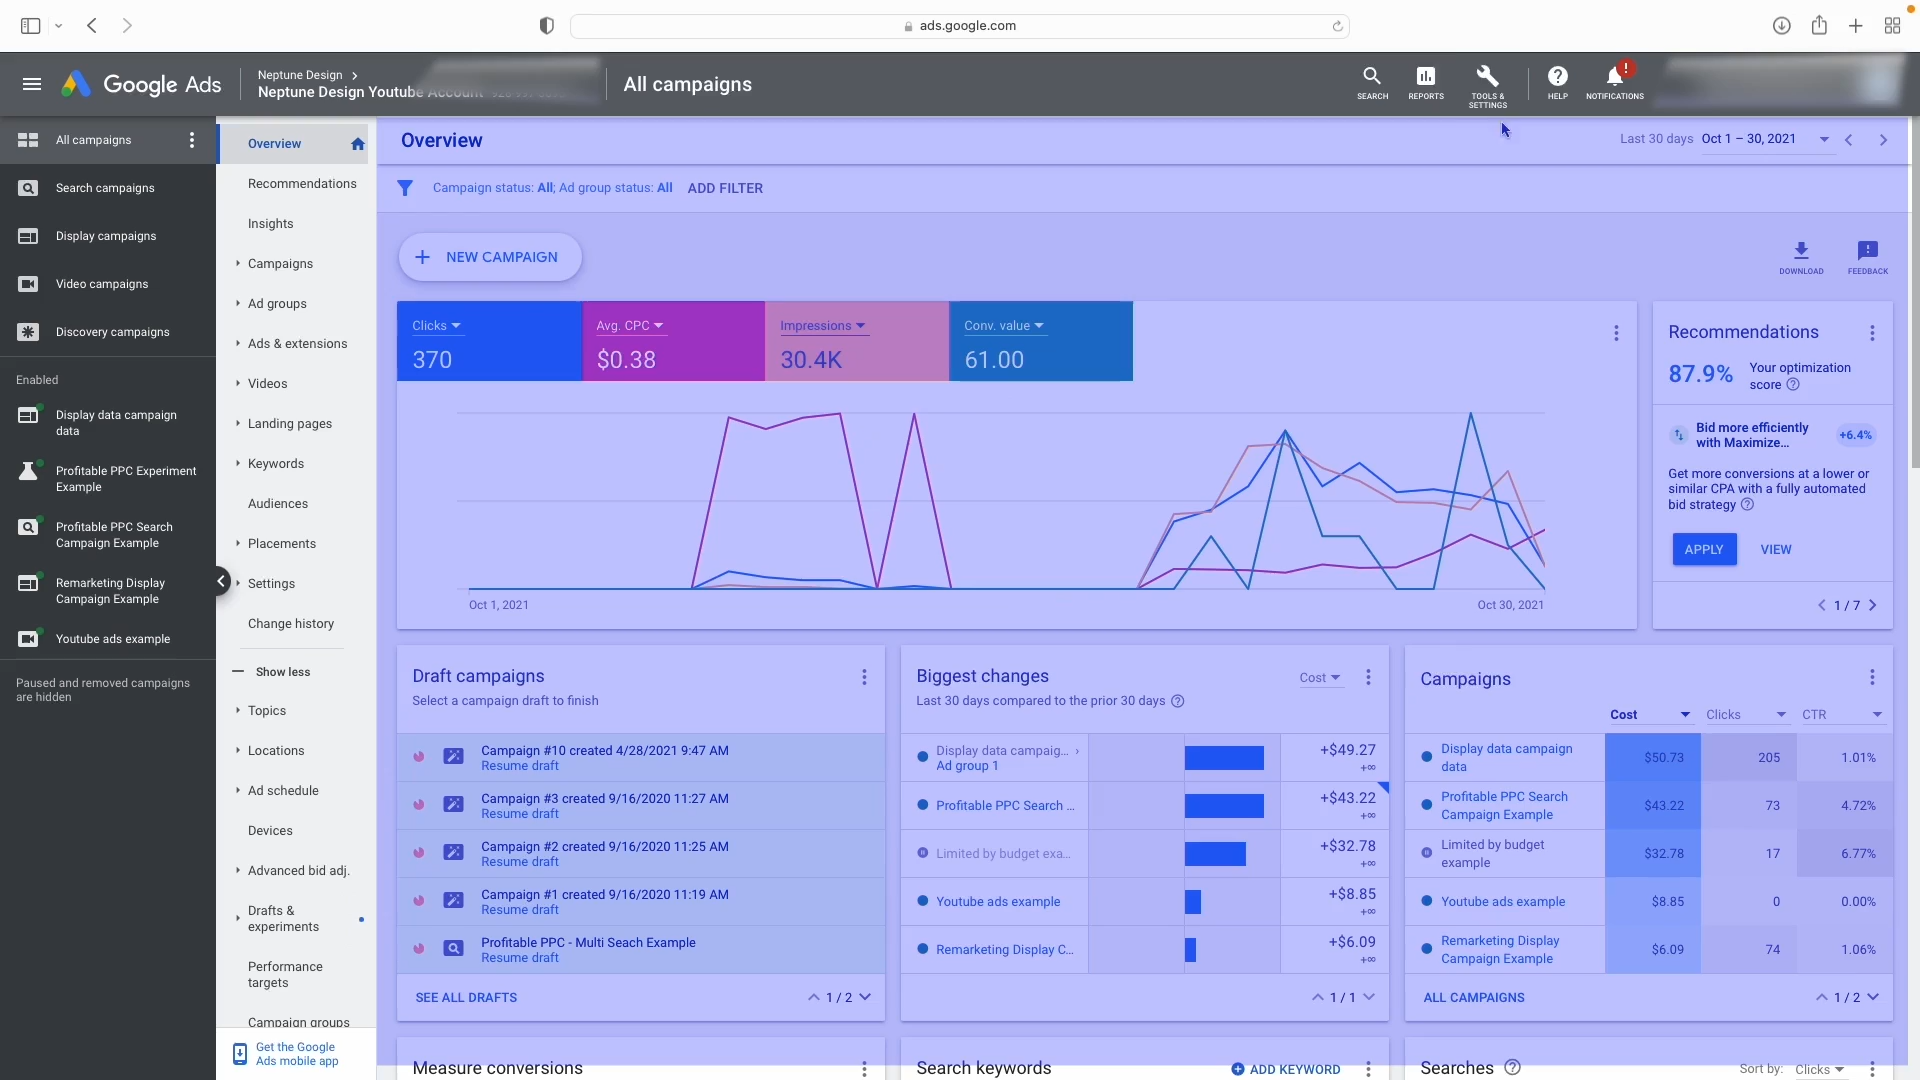 ads.google.com
Google Ads
Neptune Design
Neptune Design Youtube Account
All campaigns
SEARCH
REPORTS
TOOLS &
SETTINGS
HELP
!
NOTIFICATIONS
All campaigns
Search campaigns
Display campaigns
Video campaigns
Discovery campaigns
Enabled
Display data campaign
data
Profitable PPC Experiment
Example
Profitable PPC Search
Campaign Example
Remarketing Display
Campaign Example
Youtube ads example
Paused and removed campaigns
are hidden
Overview
Recommendations
Insights
Campaigns
Ad groups
Ads & extensions
Videos
Landing pages
Keywords
Audiences
Placements
Settings
Change history
Show less
Topics
Locations
Ad schedule
Devices
Advanced bid adj.
Drafts &
experiments
Performance
targets
Campaign groups
Get the Google
Ads mobile app
Overview
Last 30 days Oct 1 – 30, 2021
Campaign status: All; Ad group status: All ADD FILTER
+ NEW CAMPAIGN
DOWNLOAD
FEEDBACK
Clicks
370
Avg. CPC
$0.38
Impressions
30.4K
Conv. value
61.00
Oct 1, 2021
Oct 30, 2021
Recommendations
87.9% Your optimization
score
Bid more efficiently
with Maximize...
+6.4%
Get more conversions at a lower or
similar CPA with a fully automated
bid strategy
APPLY VIEW
1 / 7
Draft campaigns
Select a campaign draft to finish
Campaign #10 created 4/28/2021 9:47 AM
Resume draft
Campaign #3 created 9/16/2020 11:27 AM
Resume draft
Campaign #2 created 9/16/2020 11:25 AM
Resume draft
Campaign #1 created 9/16/2020 11:19 AM
Resume draft
Profitable PPC - Multi Seach Example
Resume draft
SEE ALL DRAFTS
1 / 2
Biggest changes
Cost
Last 30 days compared to the prior 30 days
Display data campaig...
Ad group 1
+$49.27
+∞
Profitable PPC Search ...
+$43.22
+∞
Limited by budget exa...
+$32.78
+∞
Youtube ads example
+$8.85
+∞
Remarketing Display C...
+$6.09
+∞
1 / 1
Campaigns
Cost Clicks CTR
Display data campaign
data
$50.73 205 1.01%
Profitable PPC Search
Campaign Example
$43.22 73 4.72%
Limited by budget
example
$32.78 17 6.77%
Youtube ads example
$8.85 0 0.00%
Remarketing Display
Campaign Example
$6.09 74 1.06%
ALL CAMPAIGNS
1 / 2
Measure conversions
Search keywords
ADD KEYWORD
Searches
Sort by: Clicks